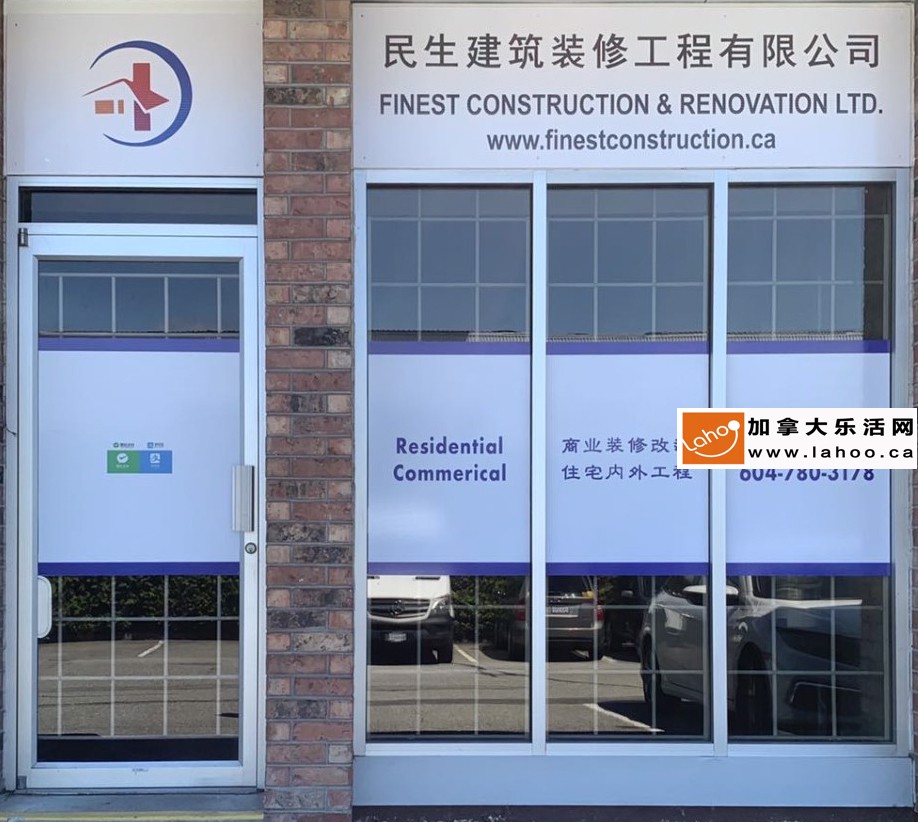 民生建筑装修工程有限公司
FINEST CONSTRUCTION & RENOVATION LTD.
www.finestconstruction.ca
Residential
Commerical
商业装修改
住宅内外工程
604-780-3178
Lahoo
加拿大乐活网
www.lahoo.ca